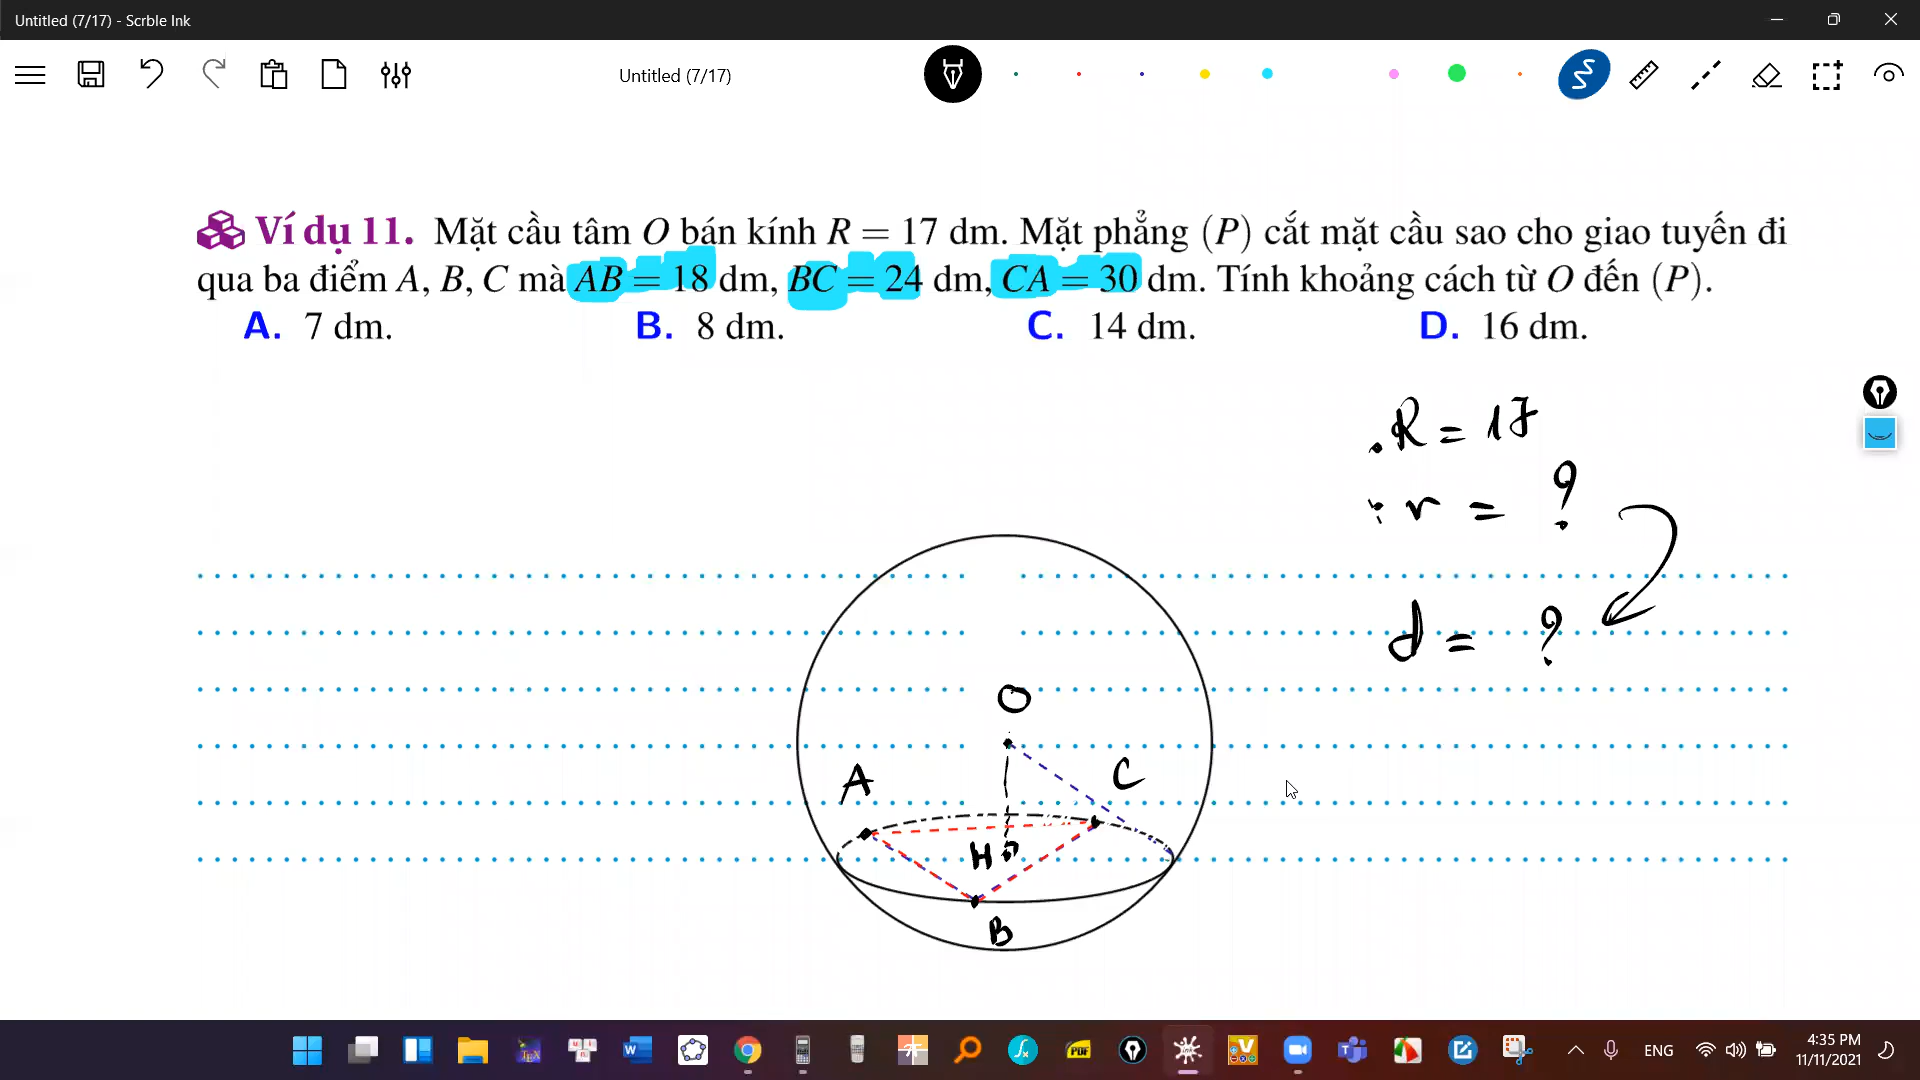 Untitled (7/17) - Scrble Ink
Untitled (7/17)
Ví dụ 11. Mặt cầu tâm O bán kính R = 17 dm. Mặt phẳng (P) cắt mặt cầu sao cho giao tuyến đi
qua ba điểm A, B, C mà AB = 18 dm, BC = 24 dm, CA = 30 dm. Tính khoảng cách từ O đến (P).
A. 7 dm. B. 8 dm. C. 14 dm. D. 16 dm.
. R = 17
: r = ?
d = ?
O
A
C
H
B
ENG
4:35 PM
11/11/2021